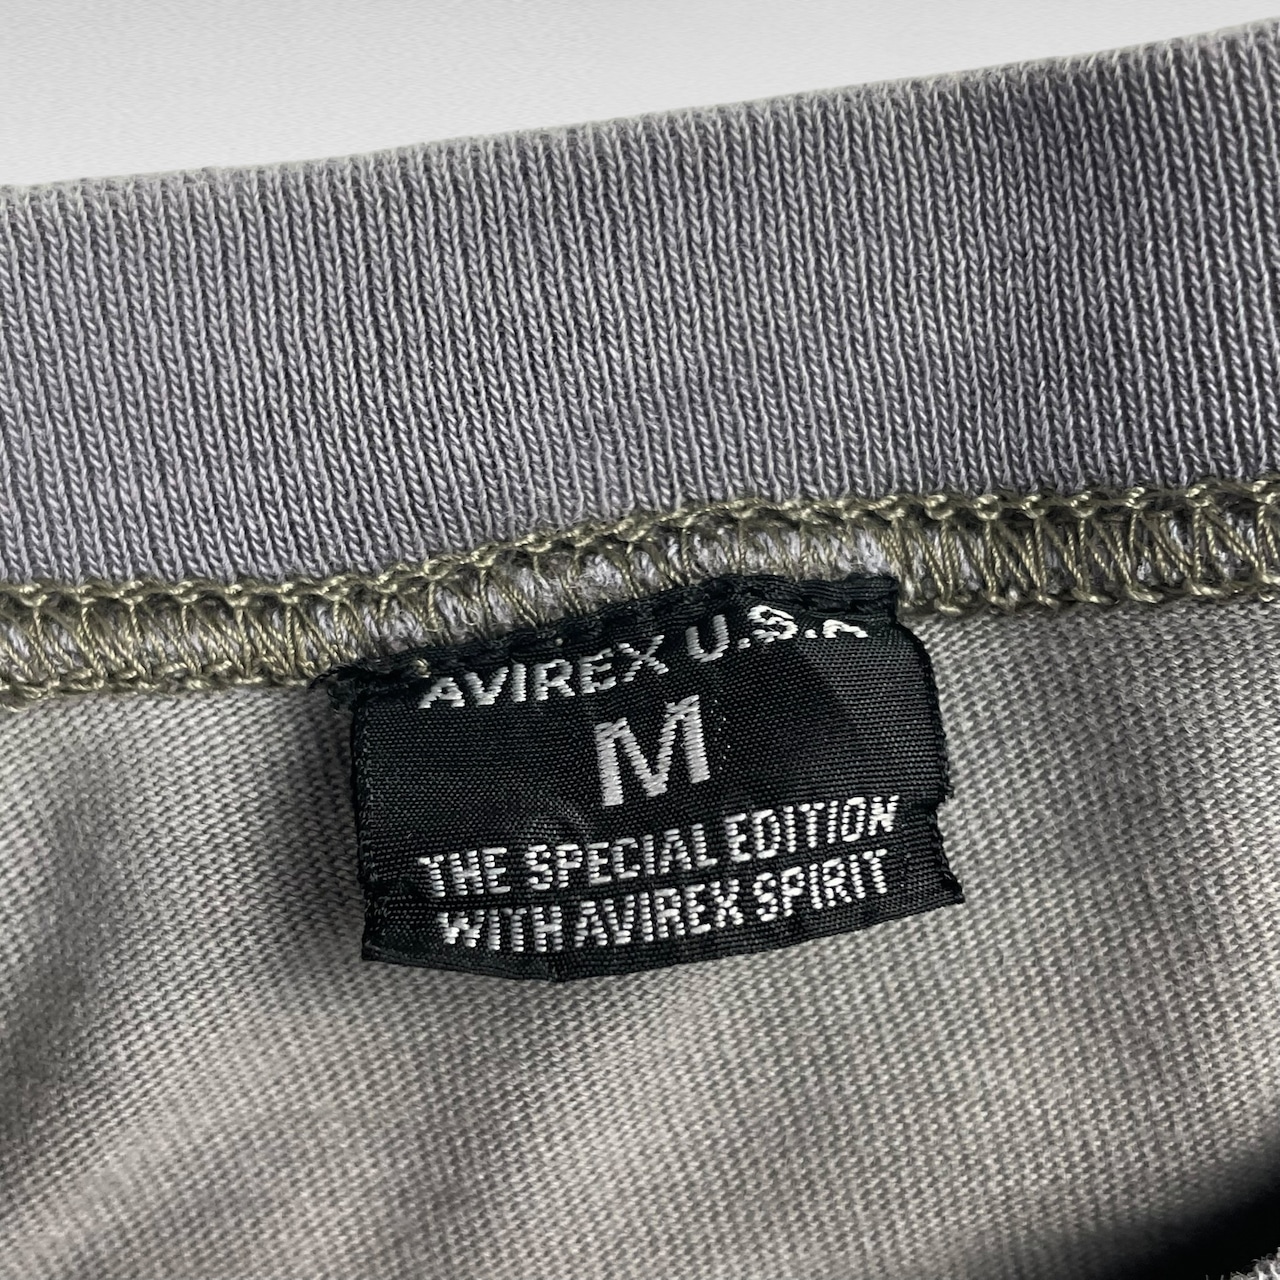 AVIREX U.S.A
M
THE SPECIAL EDITION
WITH AVIREX SPIRIT